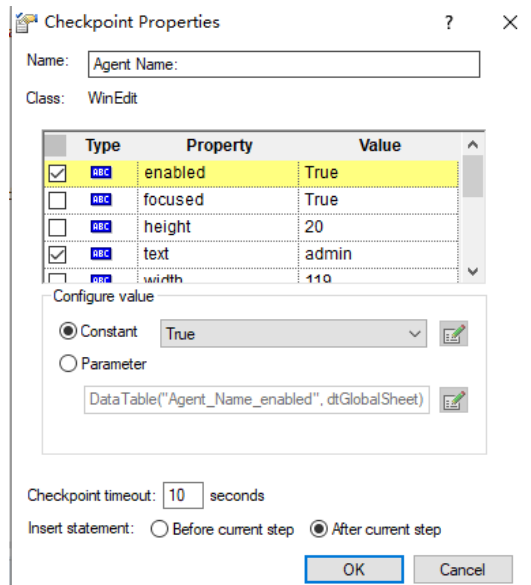 Checkpoint Properties ?
Name: Agent Name:
Class: WinEdit
Type Property Value
ABC enabled True
ABC focused True
ABC height 20
ABC text admin
ABC width 119
Configure value
Constant True
Parameter
DataTable("Agent_Name_enabled", dtGlobalSheet)
Checkpoint timeout: 10 seconds
Insert statement: Before current step After current step
OK Cancel